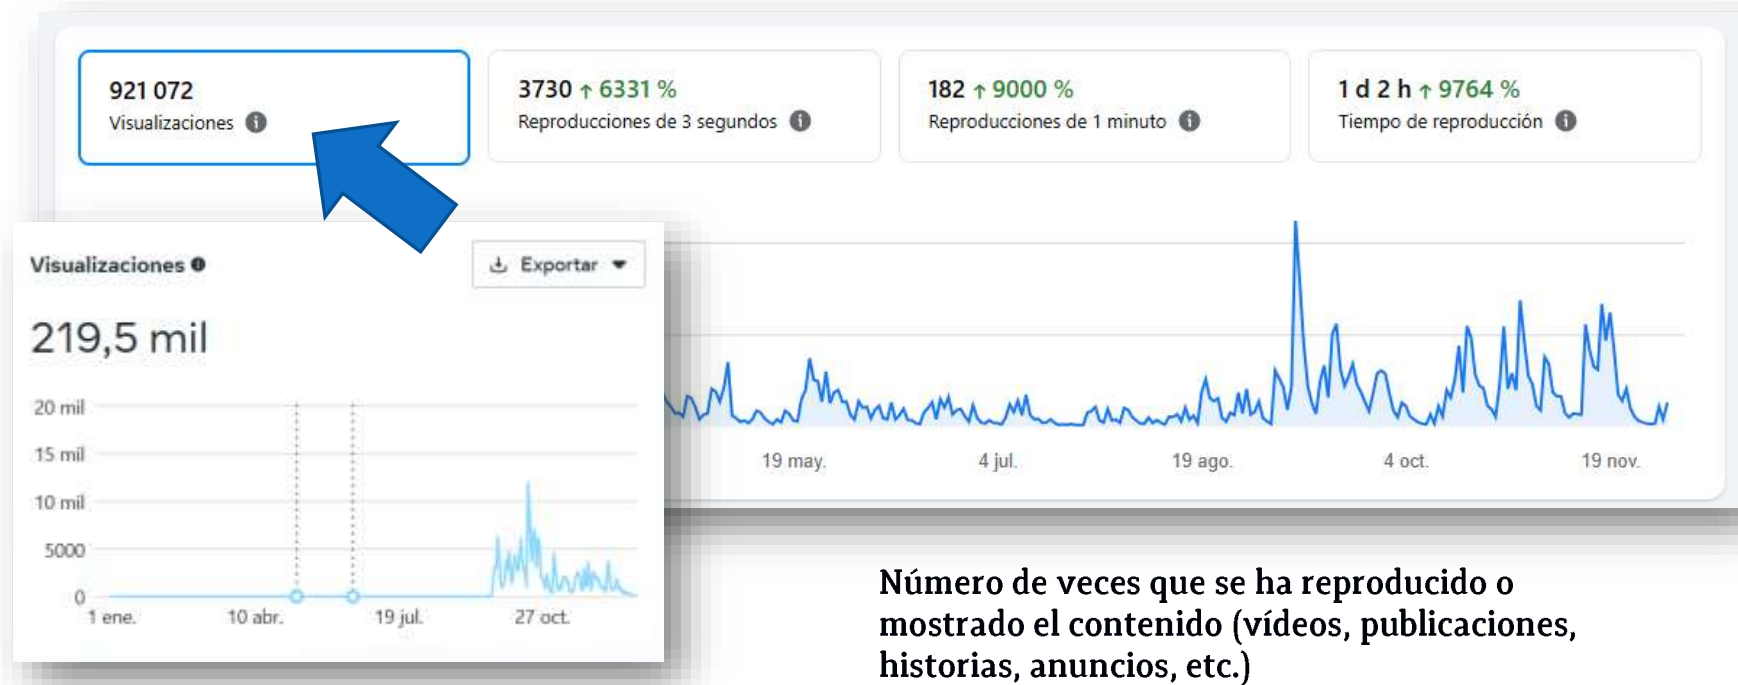 921 072
Visualizaciones
3730 ↑ 6331 %
Reproducciones de 3 segundos
182 ↑ 9000 %
Reproducciones de 1 minuto
1 d 2 h ↑ 9764 %
Tiempo de reproducción
19 may.
4 jul.
19 ago.
4 oct.
19 nov.
Visualizaciones
Exportar
219,5 mil
20 mil
15 mil
10 mil
5000
0
1 ene.
10 abr.
19 jul.
27 oct.
Número de veces que se ha reproducido o
mostrado el contenido (vídeos, publicaciones,
historias, anuncios, etc.)